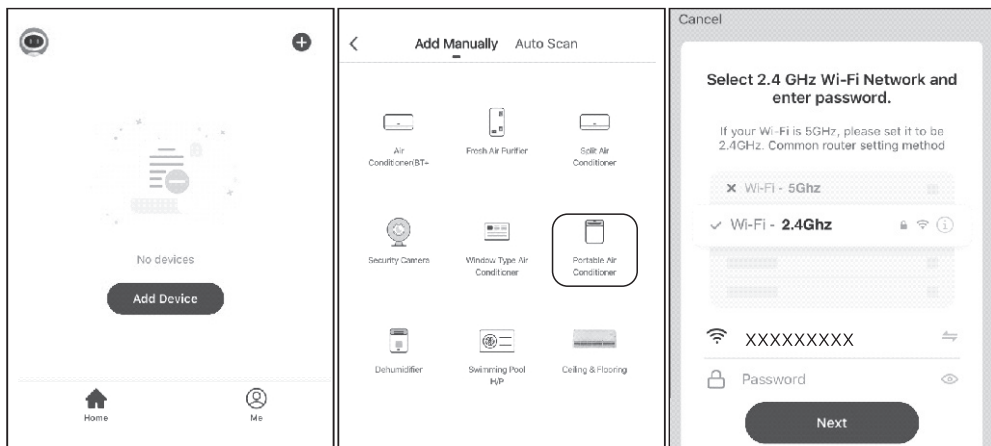 No devices
Add Device
Home
Me
Add Manually
Auto Scan
Air
Conditioner(BT+
Fresh Air Purifier
Split Air
Conditioner
Security Camera
Window Type Air
Conditioner
Portable Air
Conditioner
Dehumidifier
Swimming Pool
H/P
Ceiling & Flooring
Cancel
Select 2.4 GHz Wi-Fi Network and
enter password.
If your Wi-Fi is 5GHz, please set it to be
2.4GHz. Common router setting method
Wi-Fi - 5Ghz
Wi-Fi - 2.4Ghz
XXXXXXXXX
Password
Next